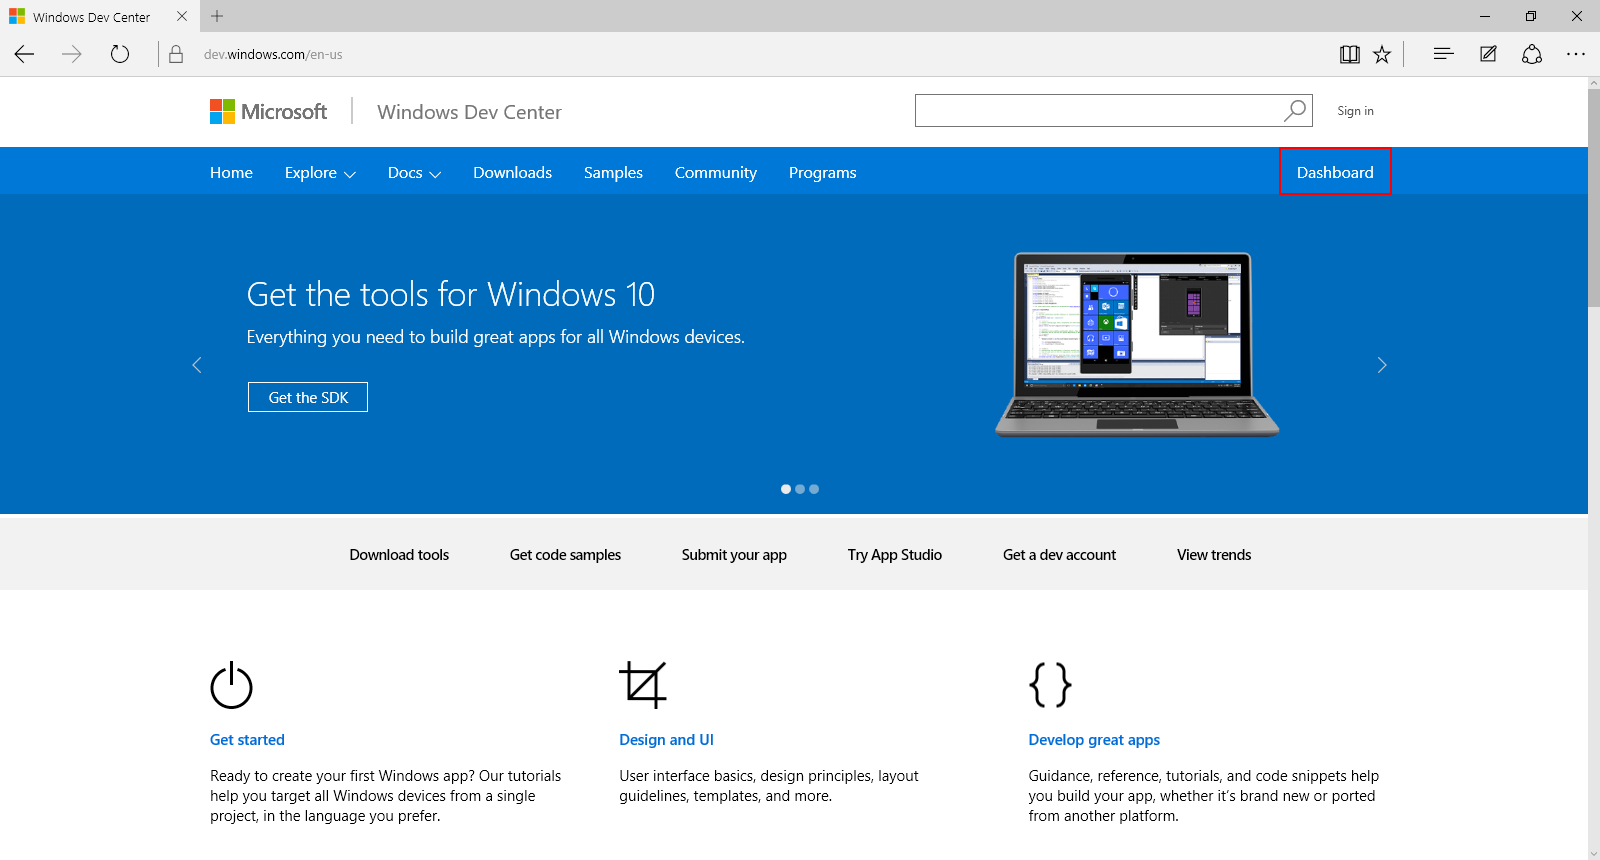 Windows Dev Center
dev.windows.com/en-us
Microsoft
Windows Dev Center
Sign in
Home Explore Docs Downloads Samples Community Programs Dashboard
Get the tools for Windows 10
Everything you need to build great apps for all Windows devices.
Get the SDK
Download tools Get code samples Submit your app Try App Studio Get a dev account View trends
Get started
Ready to create your first Windows app? Our tutorials
help you target all Windows devices from a single
project, in the language you prefer.
Design and UI
User interface basics, design principles, layout
guidelines, templates, and more.
Develop great apps
Guidance, reference, tutorials, and code snippets help
you build your app, whether it's brand new or ported
from another platform.